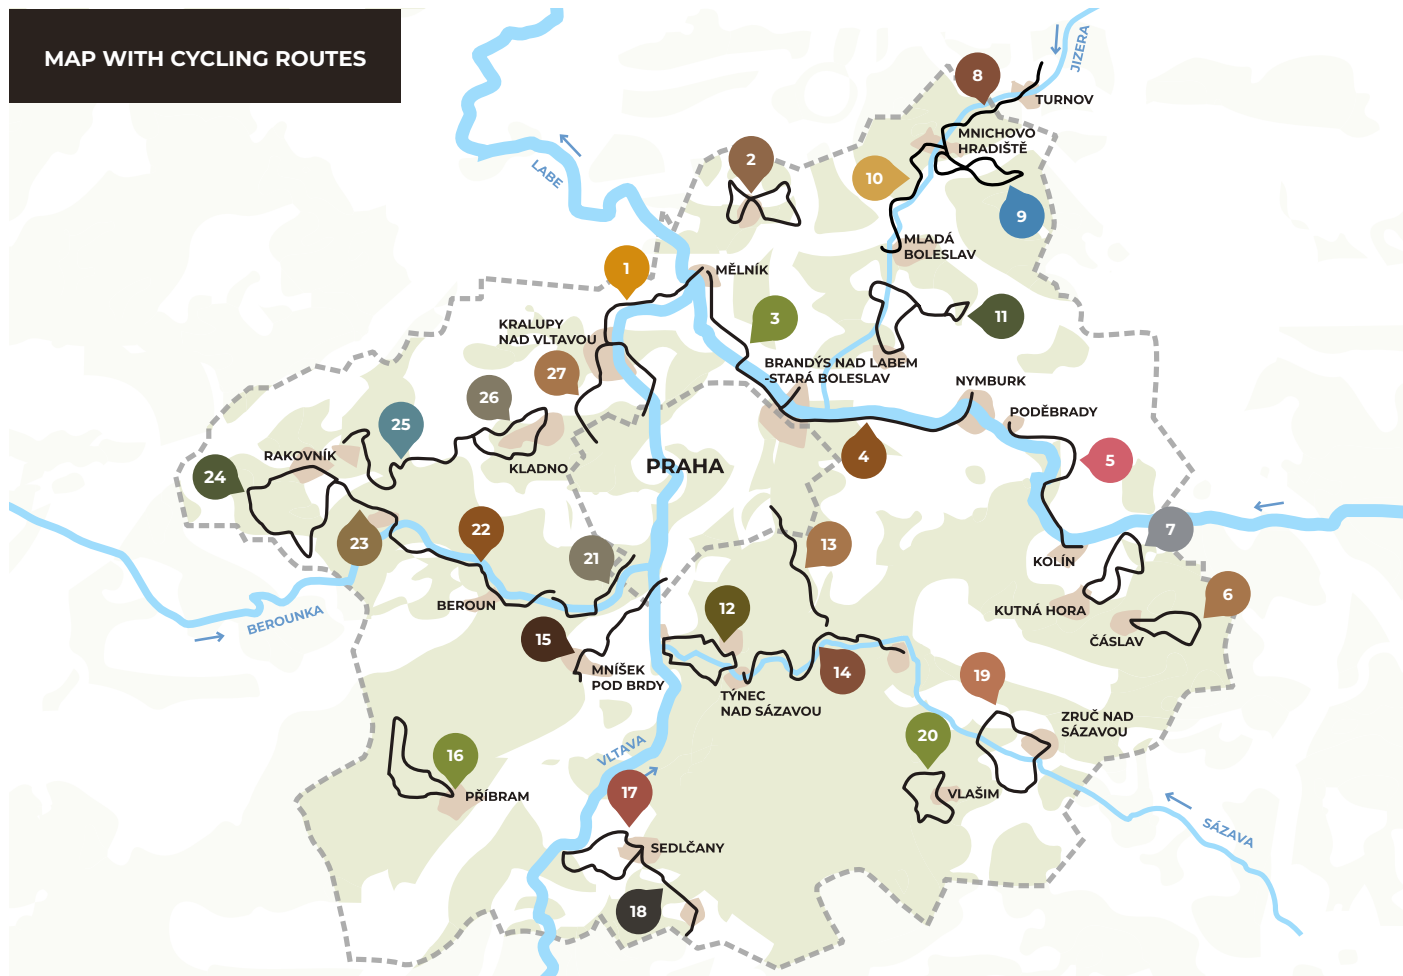 MAP WITH CYCLING ROUTES
JIZERA
8
TURNOV
MNICHOVO
HRADIŠTĚ
2
LABE
10
9
MLADÁ
BOLESLAV
1
MĚLNÍK
3
11
KRALUPY
NAD VLTAVOU
27
BRANDÝS NAD LABEM
-STARÁ BOLESLAV
NYMBURK
26
PODĚBRADY
25
4
RAKOVNÍK
KLADNO
PRAHA
5
24
22
7
23
21
13
KOLÍN
BEROUN
12
KUTNÁ HORA
6
BEROUNKA
15
ČÁSLAV
MNÍŠEK
POD BRDY
14
19
TÝNEC
NAD SÁZAVOU
ZRUČ NAD
SÁZAVOU
20
VLTAVA
16
17
PŘÍBRAM
VLAŠIM
SÁZAVA
SEDLČANY
18